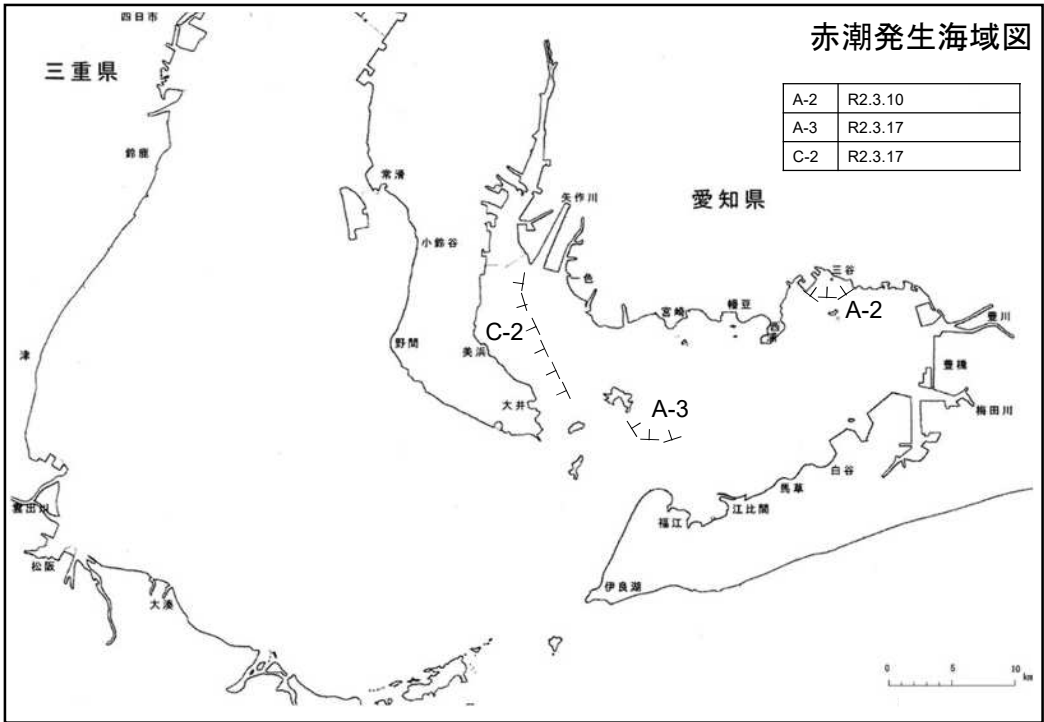 赤潮発生海域図
A-2 R2.3.10
A-3 R2.3.17
C-2 R2.3.17
四日市
三重県
鈴鹿
常滑
矢作川
愛知県
小鈴谷
一色
三谷
宮崎
幡豆
西浦
A-2
豊川
C-2
津
野間
美浜
豊橋
大井
A-3
梅田川
白谷
馬草
江比間
福江
雲出川
松阪
大湊
伊良湖
0 5 10
km